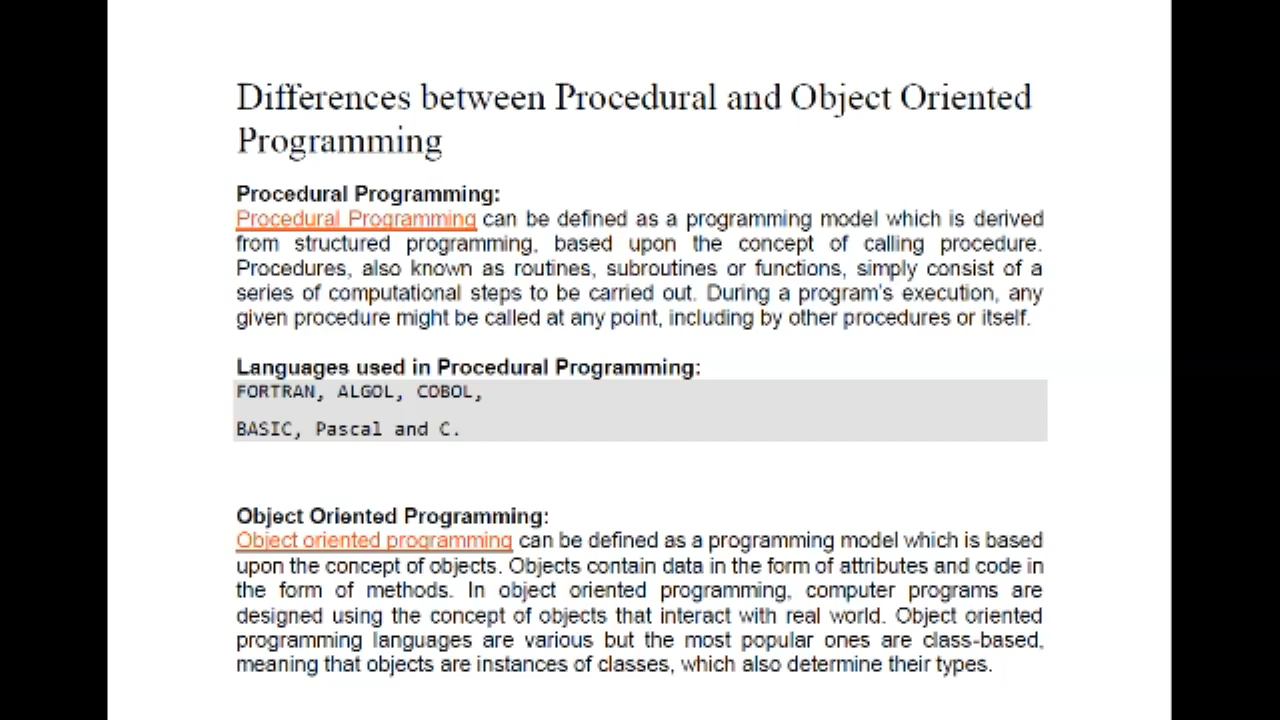 Differences between Procedural and Object Oriented
Programming
Procedural Programming:
Procedural Programming can be defined as a programming model which is derived
from structured programming, based upon the concept of calling procedure.
Procedures, also known as routines, subroutines or functions, simply consist of a
series of computational steps to be carried out. During a program's execution, any
given procedure might be called at any point, including by other procedures or itself.
Languages used in Procedural Programming:
FORTRAN, ALGOL, COBOL,
BASIC, Pascal and C.
Object Oriented Programming:
Object oriented programming can be defined as a programming model which is based
upon the concept of objects. Objects contain data in the form of attributes and code in
the form of methods. In object oriented programming, computer programs are
designed using the concept of objects that interact with real world. Object oriented
programming languages are various but the most popular ones are class-based,
meaning that objects are instances of classes, which also determine their types.